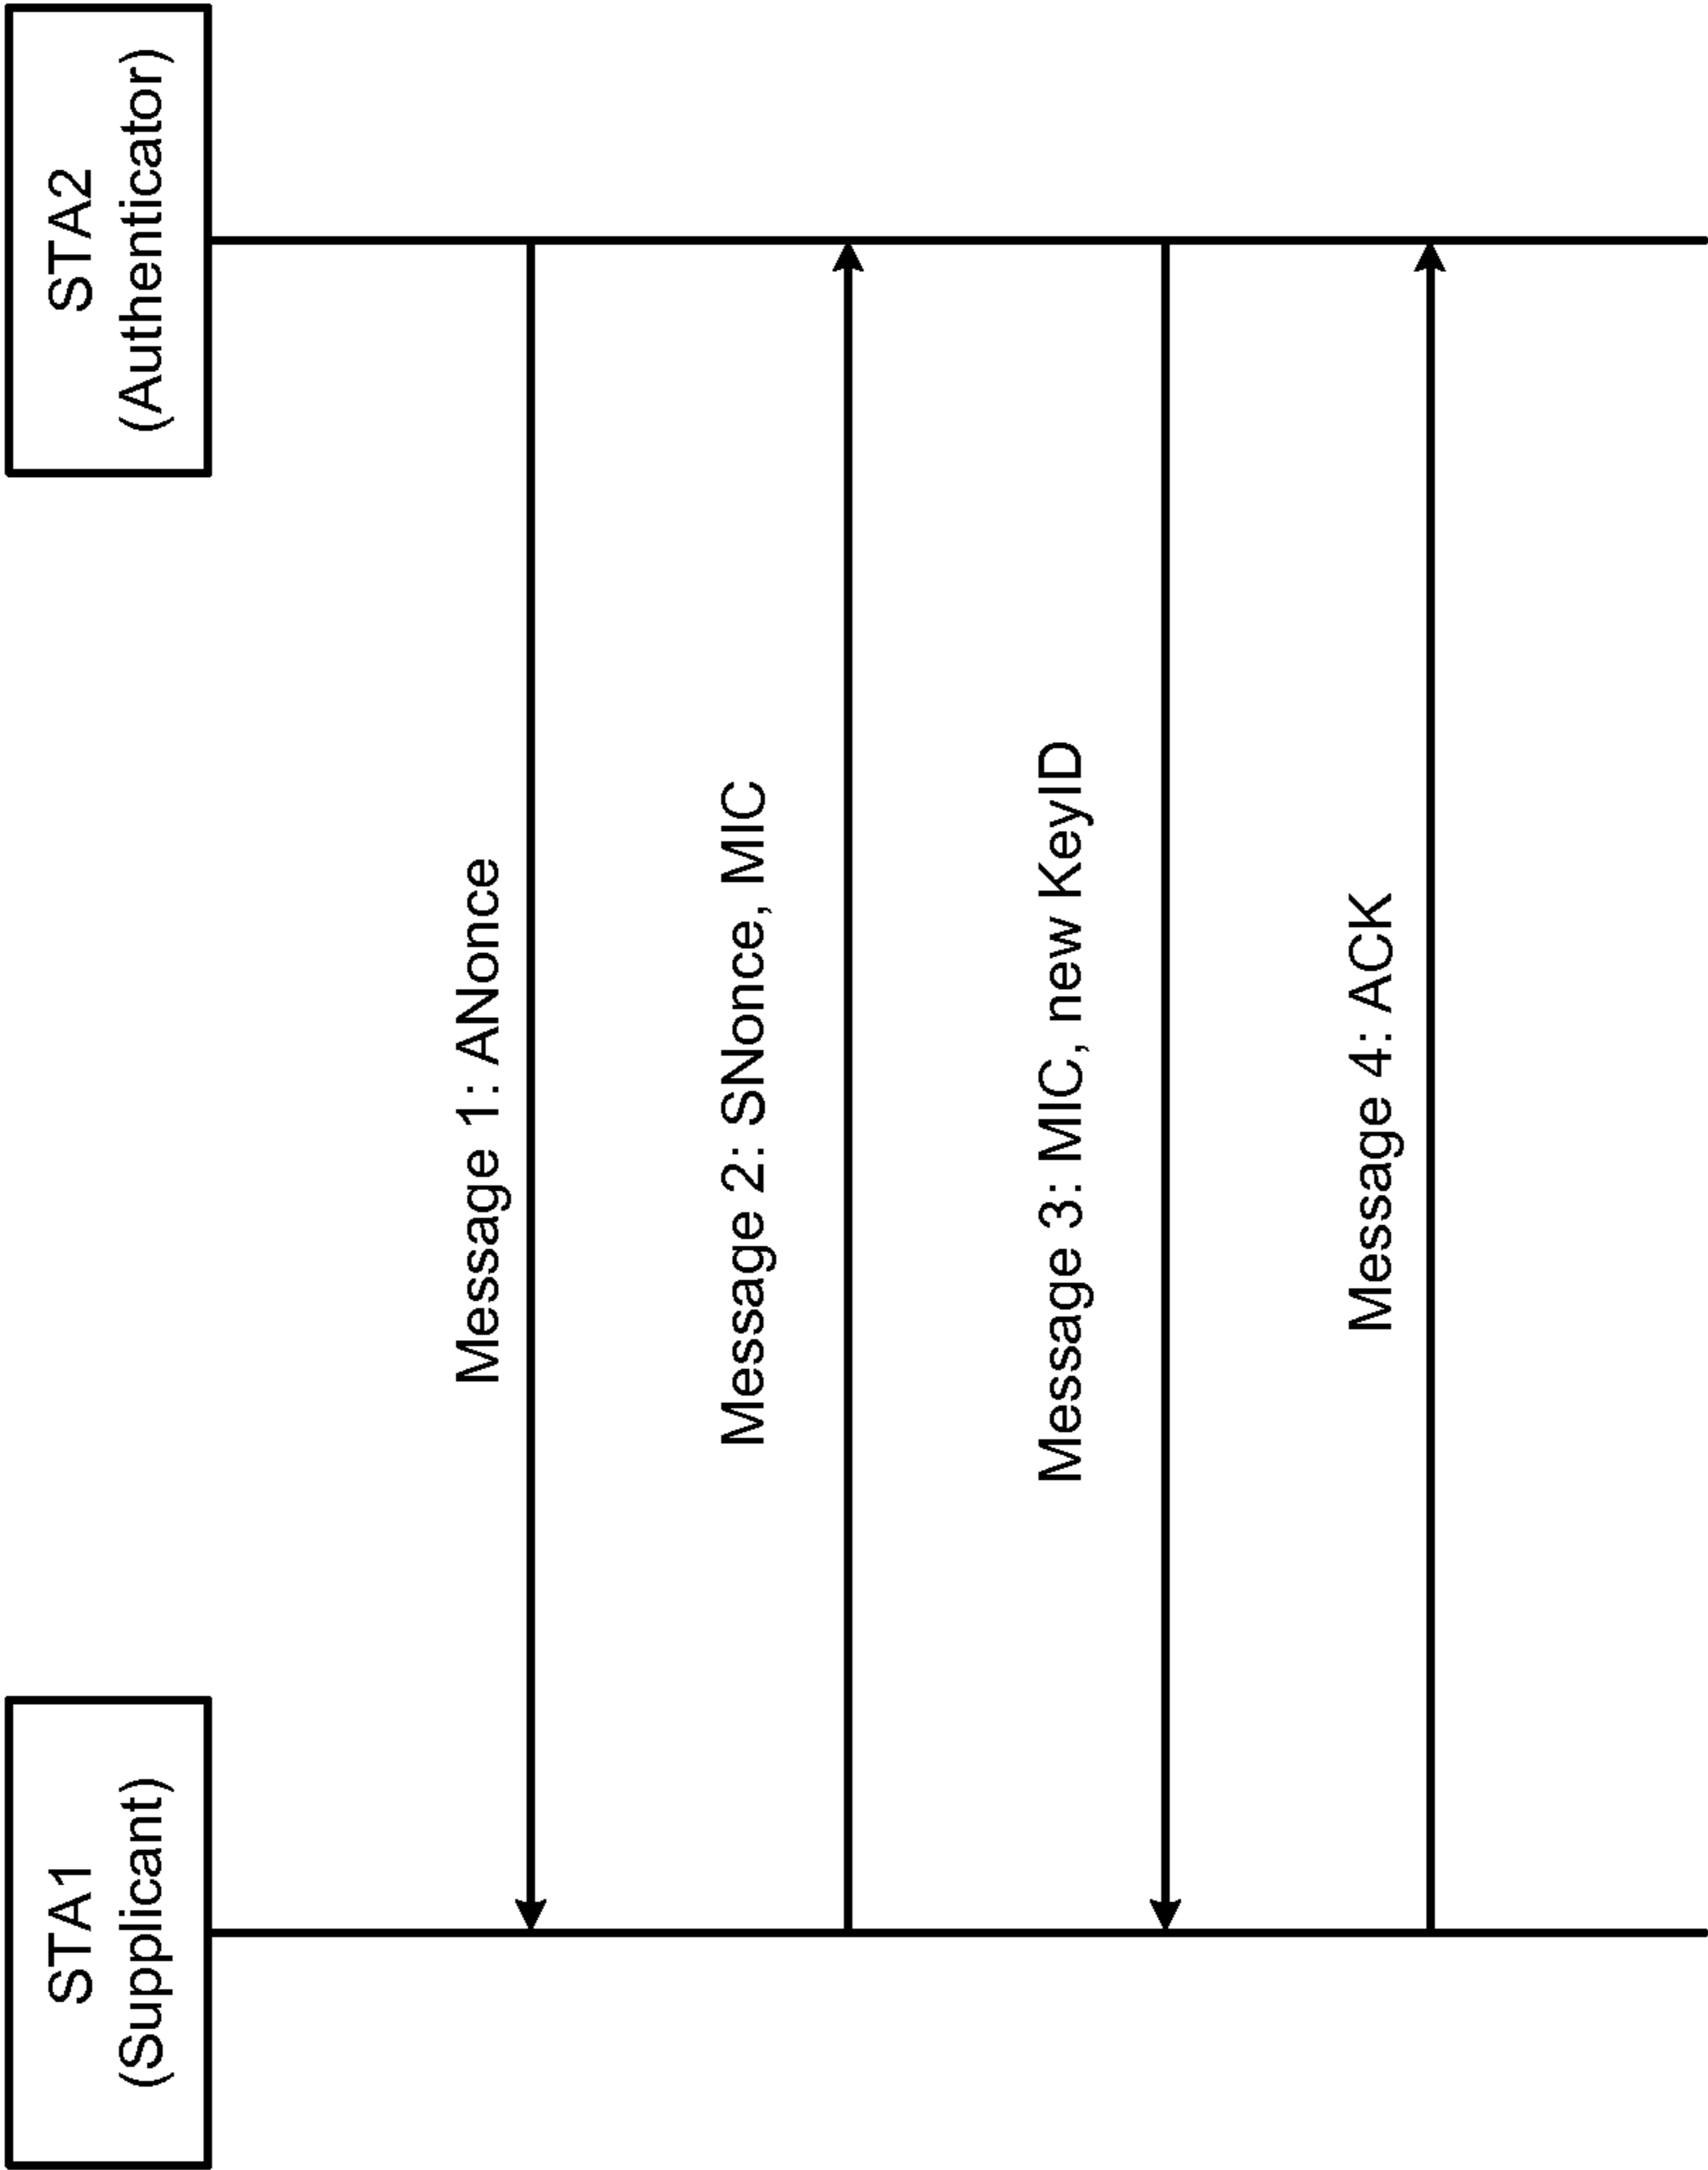 STA1
(Supplicant)
STA2
(Authenticator)
Message 1: ANonce
Message 2: SNonce, MIC
Message 3: MIC, new KeyID
Message 4: ACK